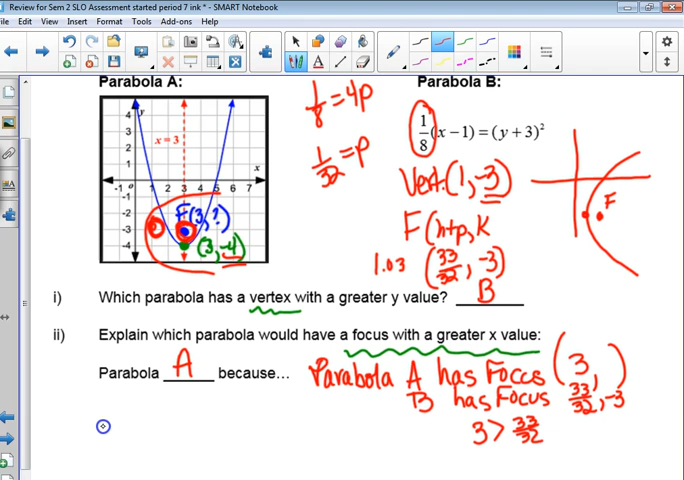 Review for Sem 2 SLO Assessment started period 7 ink * - SMART Notebook
File Edit View Insert Format Tools Add-ons Help
Parabola A:
Parabola B:
4
3
2
1
-1
-2
-3
-4
-1 0 1 2 3 4 5 6 7
y
x
x = 3
F(3,?)
(3,-4)
1/8 = 4p
1/32 = p
1/8(x − 1) = (y + 3)²
Vert. (1, -3)
F(h+p, K
1.03 (33/32, -3)
F
i) Which parabola has a vertex with a greater y value? B
ii) Explain which parabola would have a focus with a greater x value:
Parabola A because...
Parabola A has Foccs (3, )
B has Focus 33/32, -3
3 > 33/32